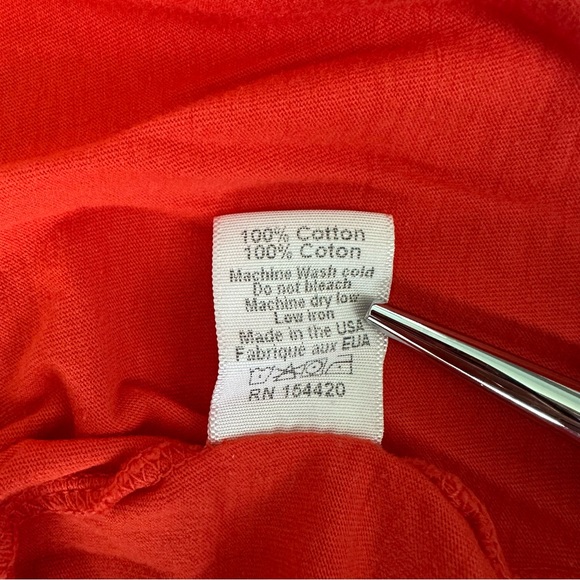 100% Cotton
100% Coton
Machine Wash cold
Do not bleach
Machine dry low
Low iron
Made in the USA
Fabriqué aux EUA
RN 154420